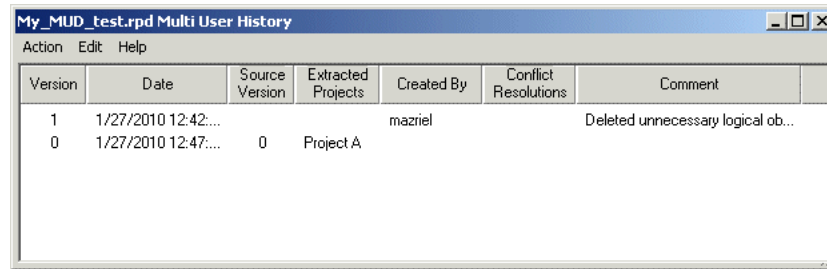 My_MUD_test.rpd Multi User History
Action Edit Help
Version Date Source Version Extracted Projects Created By Conflict Resolutions Comment
1 1/27/2010 12:42:... mazriel Deleted unnecessary logical ob...
0 1/27/2010 12:47:... 0 Project A